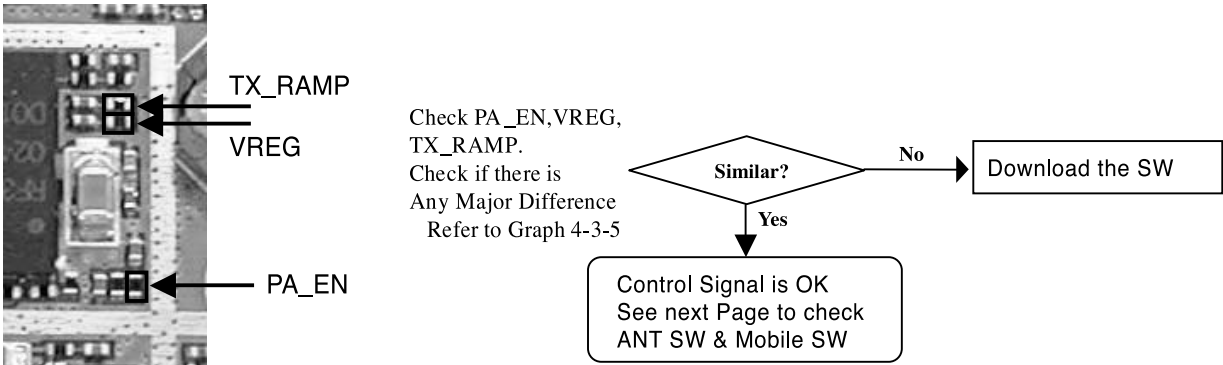 TX_RAMP
VREG
PA_EN
Check PA_EN,VREG,
TX_RAMP.
Check if there is
Any Major Difference
Refer to Graph 4-3-5
Similar?
No
Download the SW
Yes
Control Signal is OK
See next Page to check
ANT SW & Mobile SW